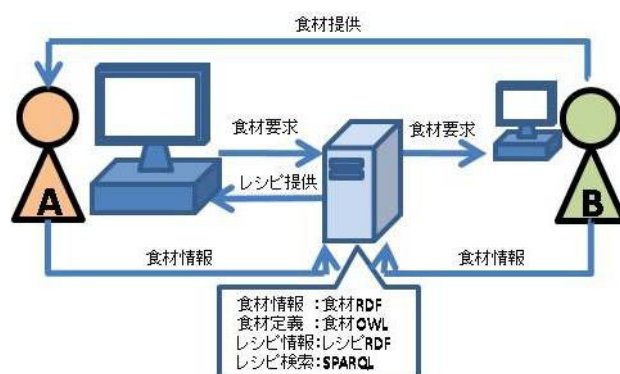 食材提供
食材要求
食材要求
レシピ提供
A
B
食材情報
食材情報
食材情報 :食材RDF
食材定義 :食材OWL
レシピ情報:レシピRDF
レシピ検索:SPARQL